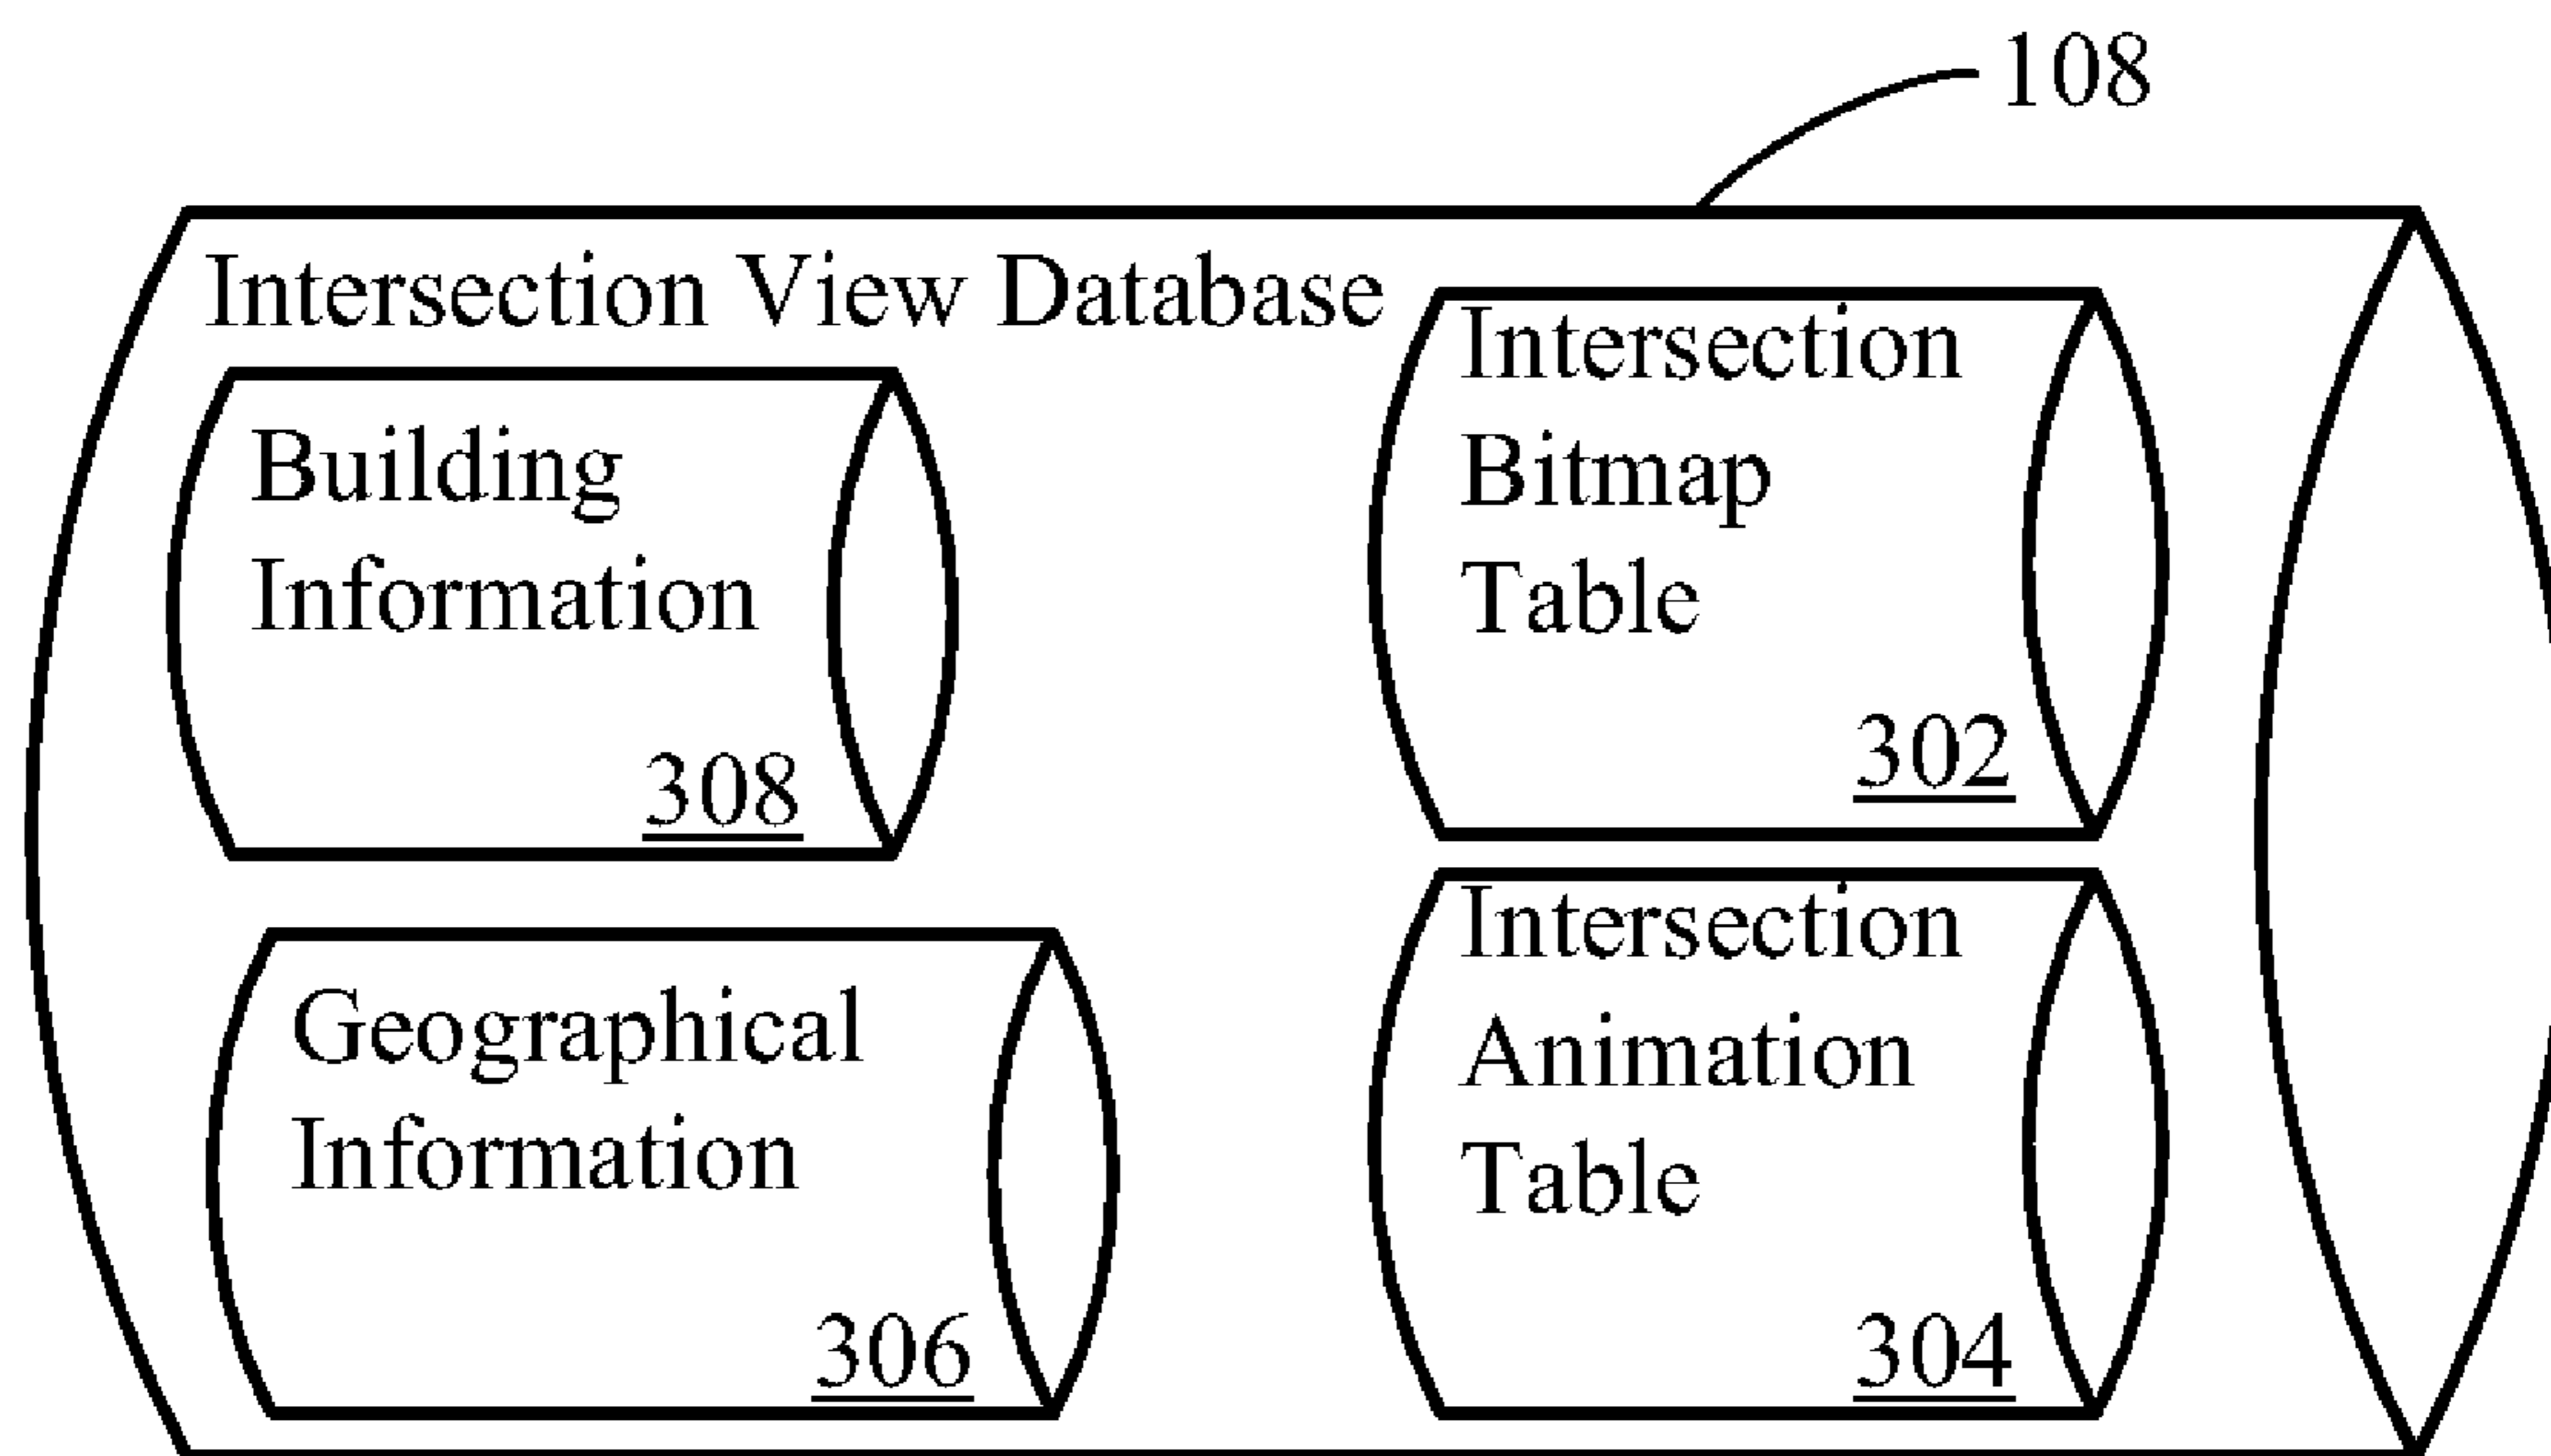 108
Intersection View Database
Building
Information
308
Intersection
Bitmap
Table
302
Geographical
Information
306
Intersection
Animation
Table
304